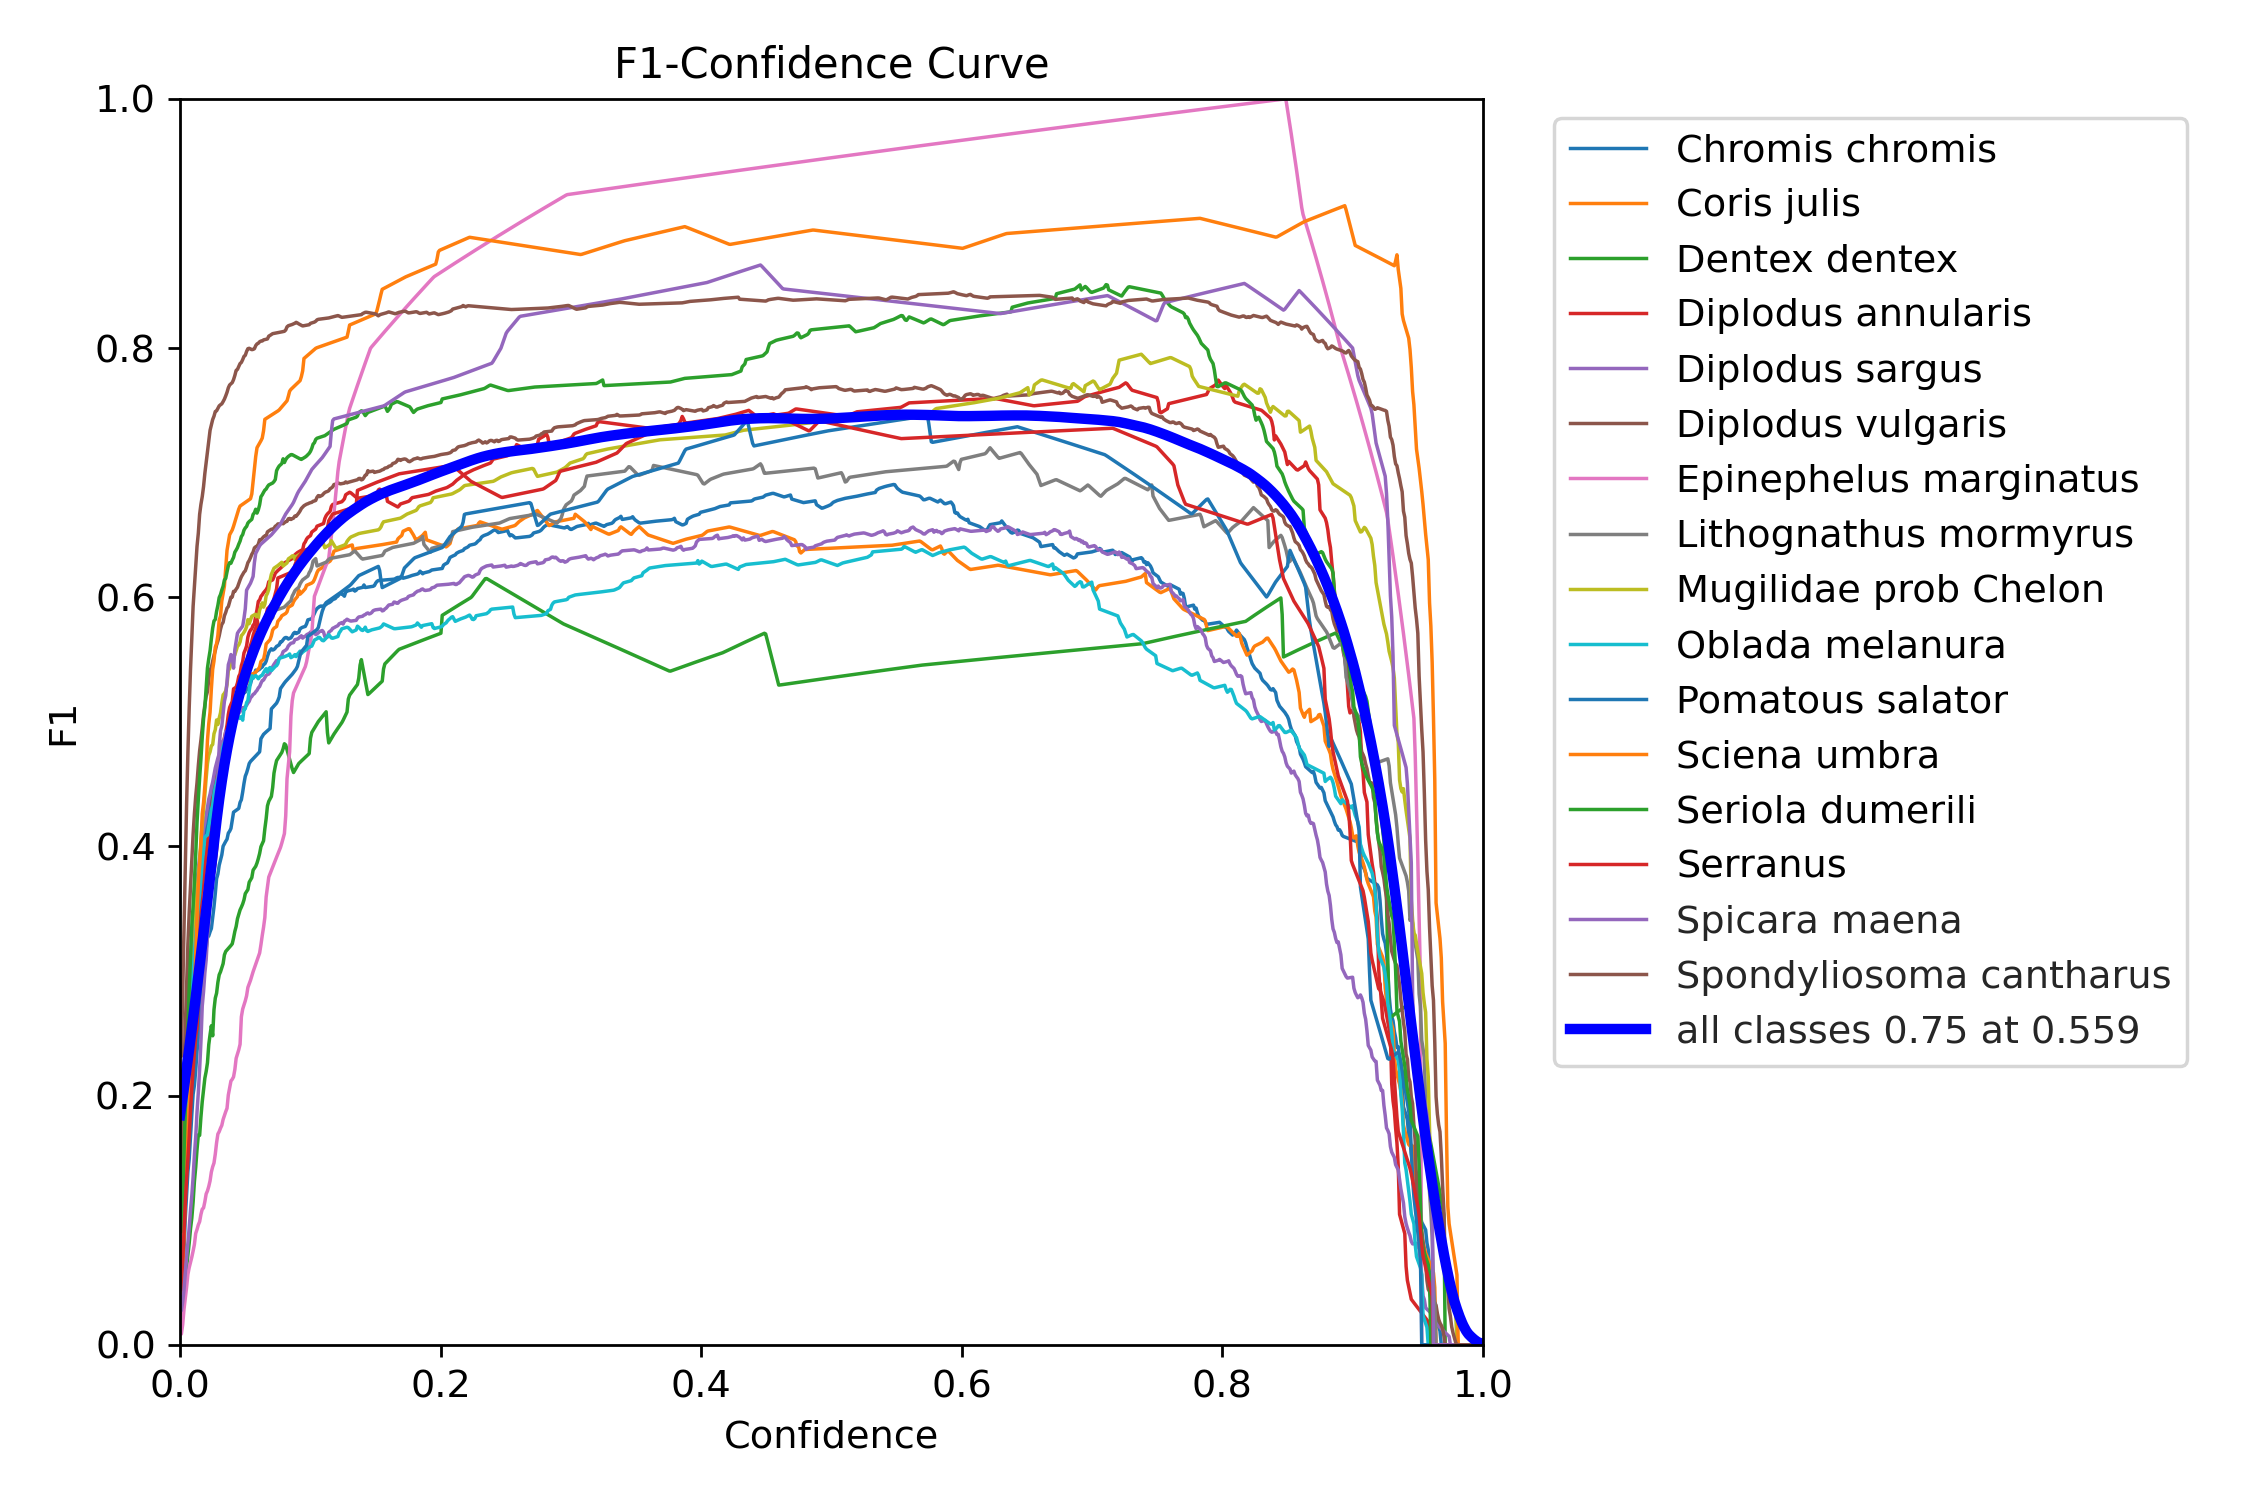 F1-Confidence Curve
1.0
0.8
0.6
0.4
0.2
0.0
F1
0.0 0.2 0.4 0.6 0.8 1.0
Confidence
Chromis chromis
Coris julis
Dentex dentex
Diplodus annularis
Diplodus sargus
Diplodus vulgaris
Epinephelus marginatus
Lithognathus mormyrus
Mugilidae prob Chelon
Oblada melanura
Pomatous salator
Sciena umbra
Seriola dumerili
Serranus
Spicara maena
Spondyliosoma cantharus
all classes 0.75 at 0.559